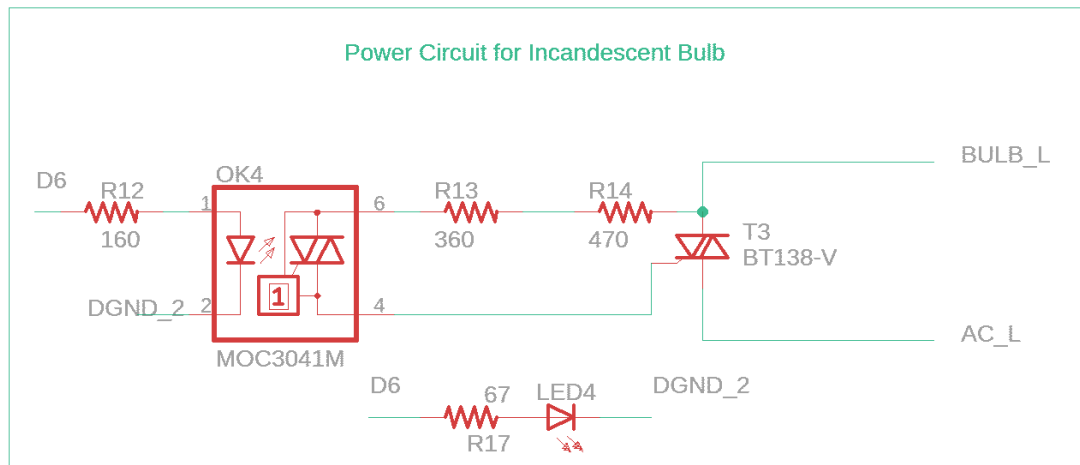 Power Circuit for Incandescent Bulb
D6
R12
160
OK4
1
6
1
2
4
DGND_2
MOC3041M
R13
360
R14
470
BULB_L
T3
BT138-V
AC_L
D6
67
R17
LED4
DGND_2